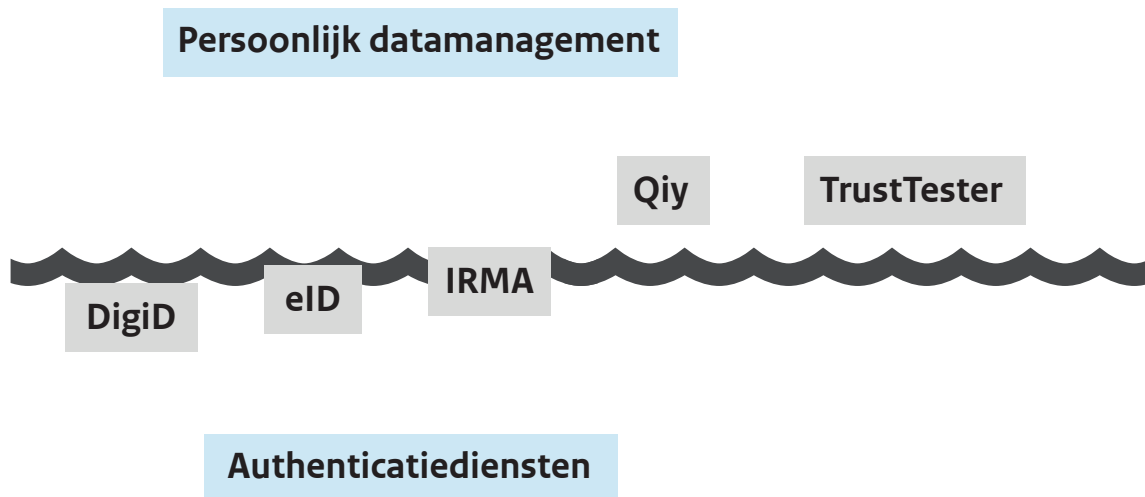 Persoonlijk datamanagement
Qiy
TrustTester
IRMA
eID
DigiD
Authenticatiediensten